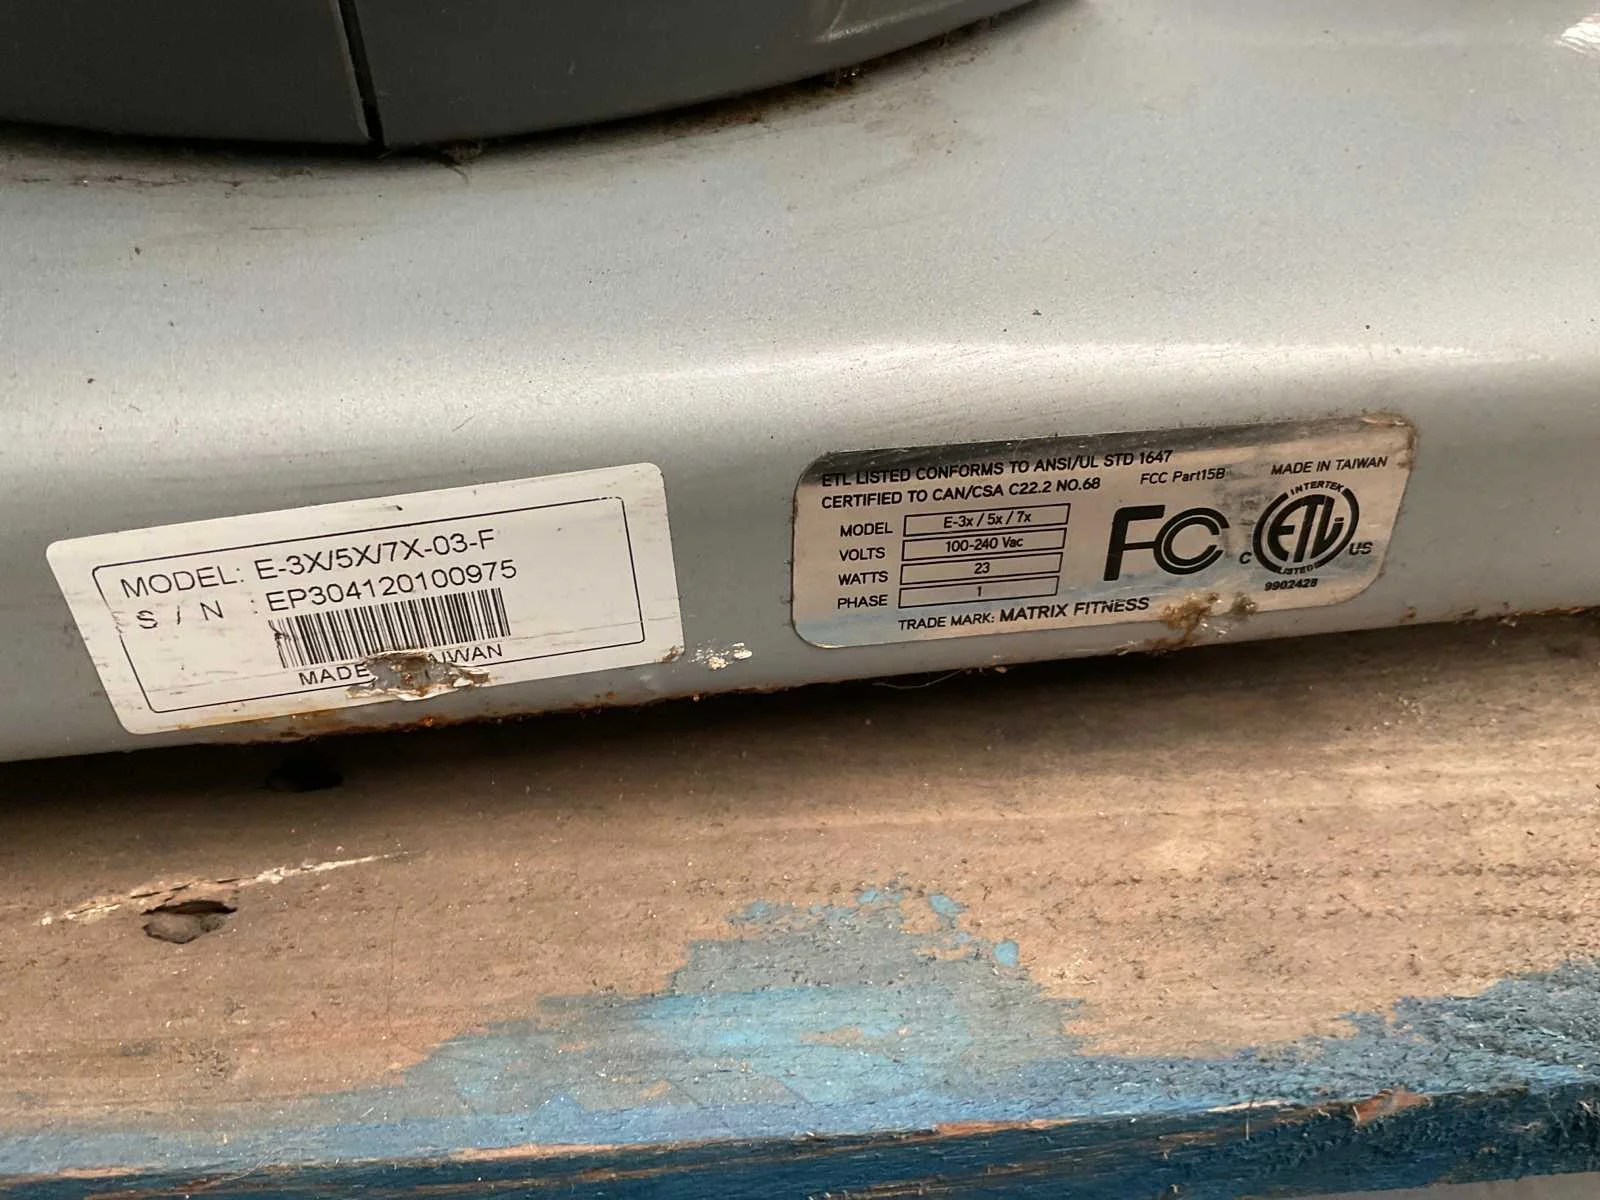 MODEL: E-3X/5X/7X-03-F
S / N : EP304120100975
MADE WAN
ETL LISTED CONFORMS TO ANSI/UL STD 1647
CERTIFIED TO CAN/CSA C22.2 NO.68
FCC Part15B
MADE IN TAIWAN
MODEL E-3x / 5x / 7x
VOLTS 100-240 Vac
WATTS 23
PHASE 1
TRADE MARK: MATRIX FITNESS
FC
INTERTEK
C ETL US
LISTED
9902428